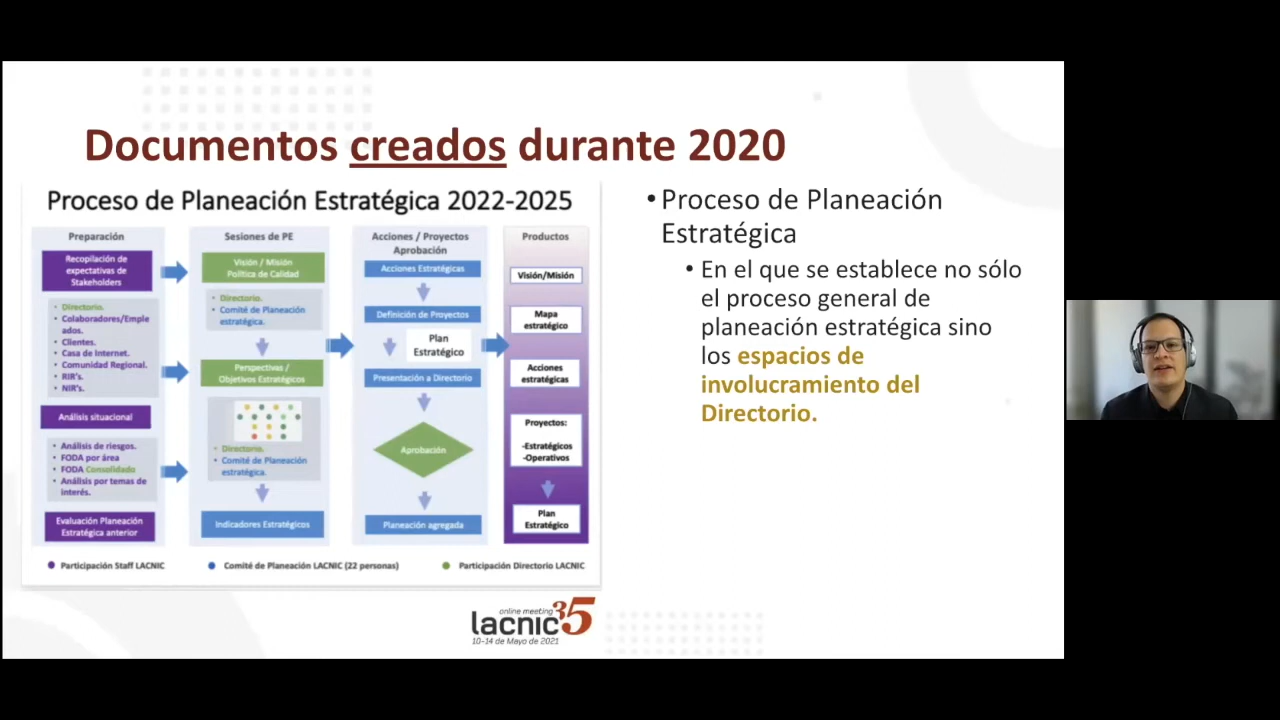 Documentos creados durante 2020
Proceso de Planeación Estratégica 2022-2025
Preparación
Recopilación de
expectativas de
Stakeholders
Directorio.
Colaboradores/Emple
ados.
Clientes.
Casa de Internet.
Comunidad Regional.
RIR's.
NIR's.
Análisis situacional
Análisis de riesgos.
FODA por área
FODA Consolidado
Análisis por temas de
interés.
Evaluación Planeación
Estratégica anterior
Sesiones de PE
Visión / Misión
Política de Calidad
Directorio.
Comité de Planeación
estratégica.
Perspectivas /
Objetivos Estratégicos
Directorio.
Comité de Planeación
estratégica.
Indicadores Estratégicos
Acciones / Proyectos
Aprobación
Acciones Estratégicas
Definición de Proyectos
Plan
Estratégico
Presentación a Directorio
Aprobación
Planeación agregada
Productos
Visión/Misión
Mapa
estratégico
Acciones
estratégicas
Proyectos:
-Estratégicos
-Operativos
Plan
Estratégico
Participación Staff LACNIC
Comité de Planeación LACNIC (22 personas)
Participación Directorio LACNIC
• Proceso de Planeación
Estratégica
• En el que se establece no sólo
el proceso general de
planeación estratégica sino
los espacios de
involucramiento del
Directorio.
online meeting
lacnic 35
10-14 de Mayo de 2021